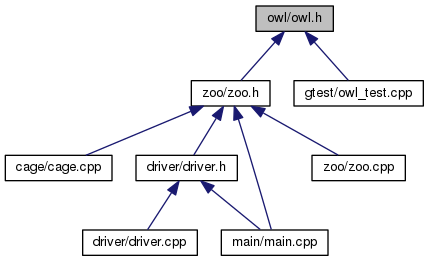 owl/owl.h
zoo/zoo.h
gtest/owl_test.cpp
cage/cage.cpp
driver/driver.h
zoo/zoo.cpp
driver/driver.cpp
main/main.cpp